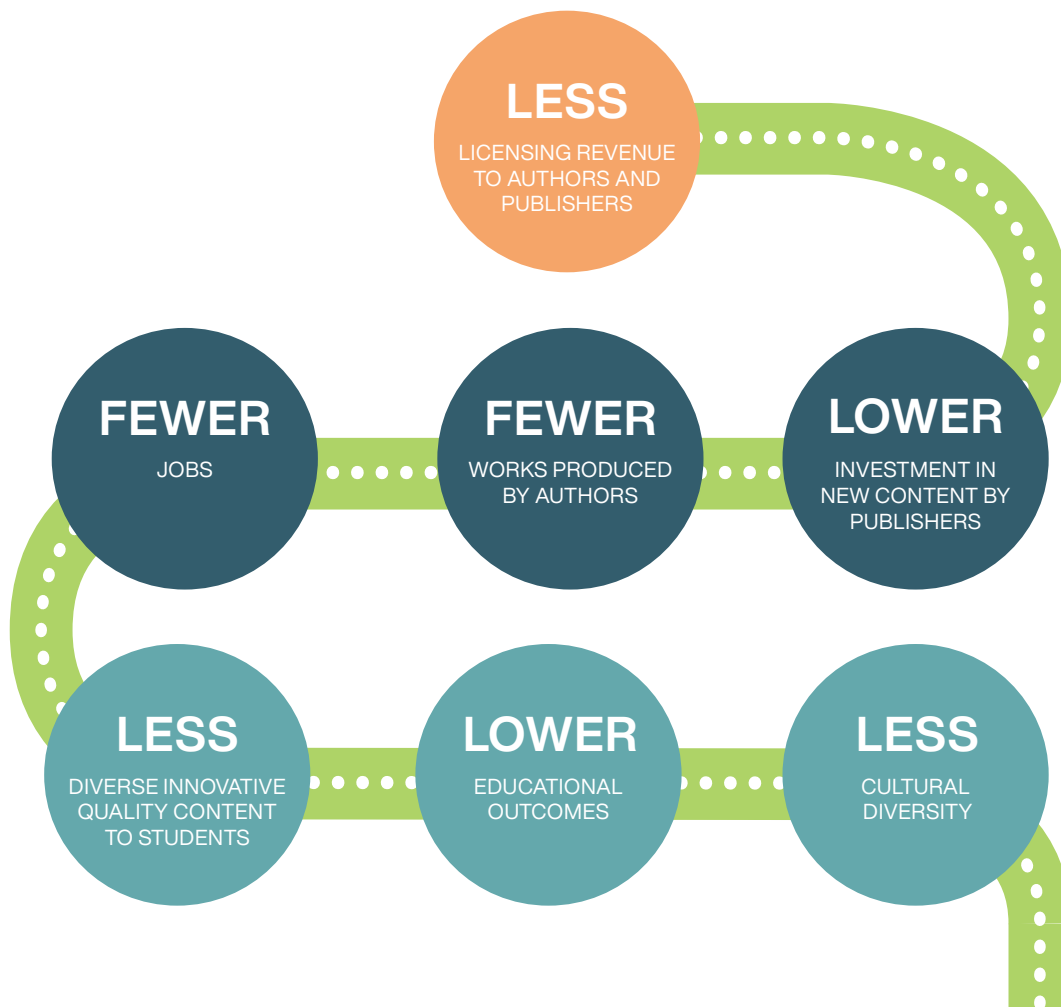 LESS
LICENSING REVENUE
TO AUTHORS AND
PUBLISHERS
FEWER
JOBS
FEWER
WORKS PRODUCED
BY AUTHORS
LOWER
INVESTMENT IN
NEW CONTENT BY
PUBLISHERS
LESS
DIVERSE INNOVATIVE
QUALITY CONTENT
TO STUDENTS
LOWER
EDUCATIONAL
OUTCOMES
LESS
CULTURAL
DIVERSITY